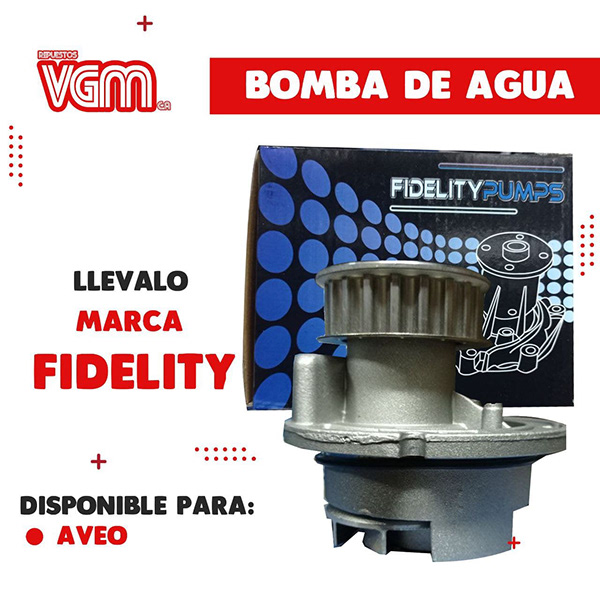 REPUESTOS
VGM
C.A
BOMBA DE AGUA
FIDELITYPUMPS
LLEVALO
MARCA
FIDELITY
DISPONIBLE PARA:
AVEO